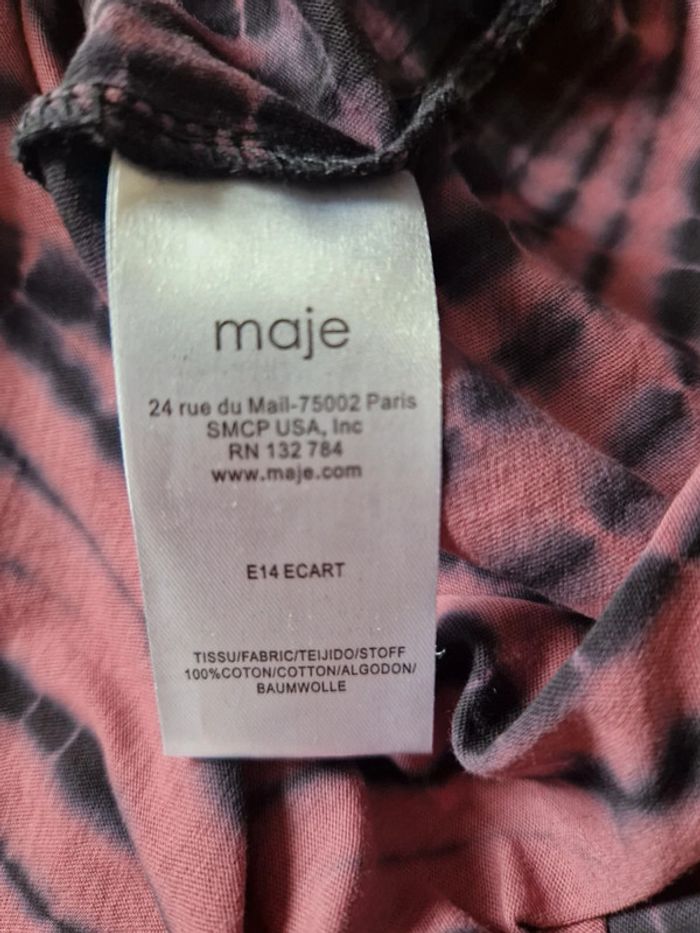 maje
24 rue du Mail-75002 Paris
SMCP USA, Inc
RN 132 784
www.maje.com
E14 ECART
TISSU/FABRIC/TEIJIDO/STOFF
100%COTON/COTTON/ALGODON/
BAUMWOLLE